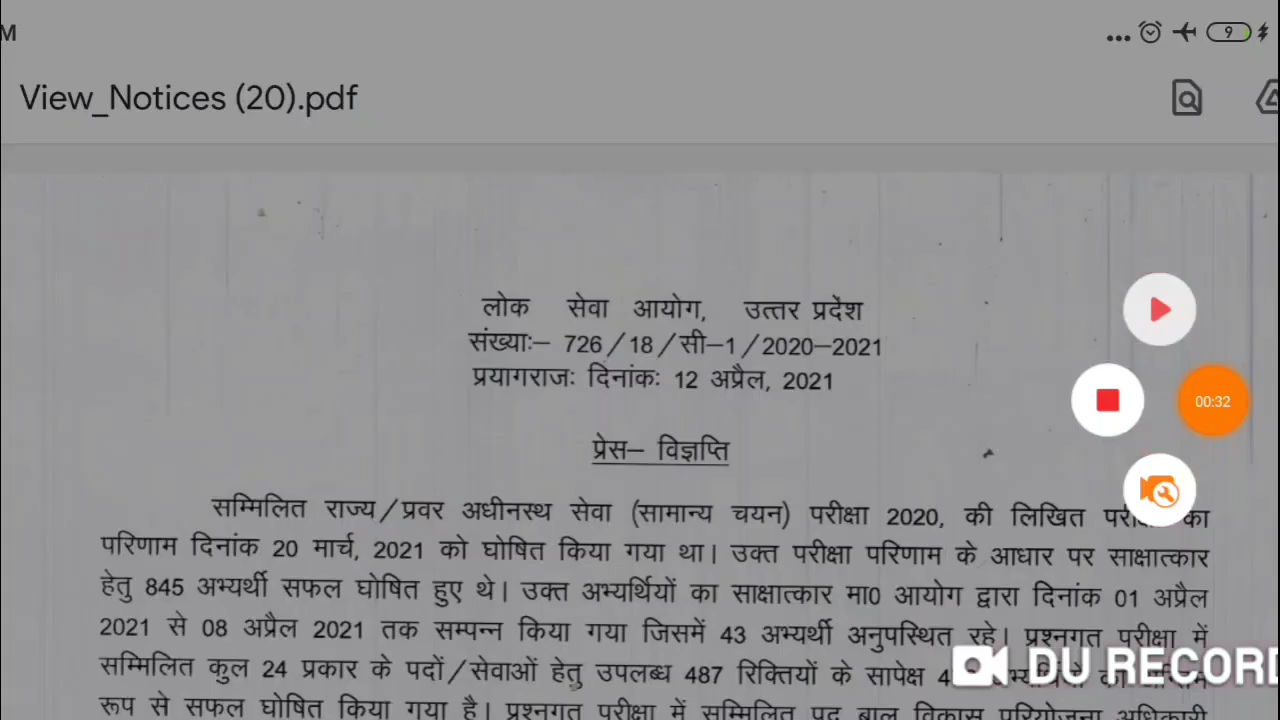 M
... 9
View_Notices (20).pdf
लोक सेवा आयोग, उत्तर प्रदेश
संख्याः– 726/18/सी–1/2020–2021
प्रयागराजः दिनांकः 12 अप्रैल, 2021
प्रेस– विज्ञप्ति
00:32
सम्मिलित राज्य/प्रवर अधीनस्थ सेवा (सामान्य चयन) परीक्षा 2020, की लिखित का
परिणाम दिनांक 20 मार्च, 2021 को घोषित किया गया था। उक्त परीक्षा परिणाम के आधार पर साक्षात्कार
हेतु 845 अभ्यर्थी सफल घोषित हुए थे। उक्त अभ्यर्थियों का साक्षात्कार मा0 आयोग द्वारा दिनांक 01 अप्रैल
2021 से 08 अप्रैल 2021 तक सम्पन्न किया गया जिसमें 43 अभ्यर्थी अनुपस्थित रहे। प्रश्नगत परीक्षा में
सम्मिलित कुल 24 प्रकार के पदों/सेवाओं हेतु उपलब्ध 487 रिक्तियों के सापेक्ष
DU RECORD
रूप से सफल घोषित किया गया है। प्रश्नगत परीक्षा में सम्मिलित पद बाल विकास परियोजना अधिकारी